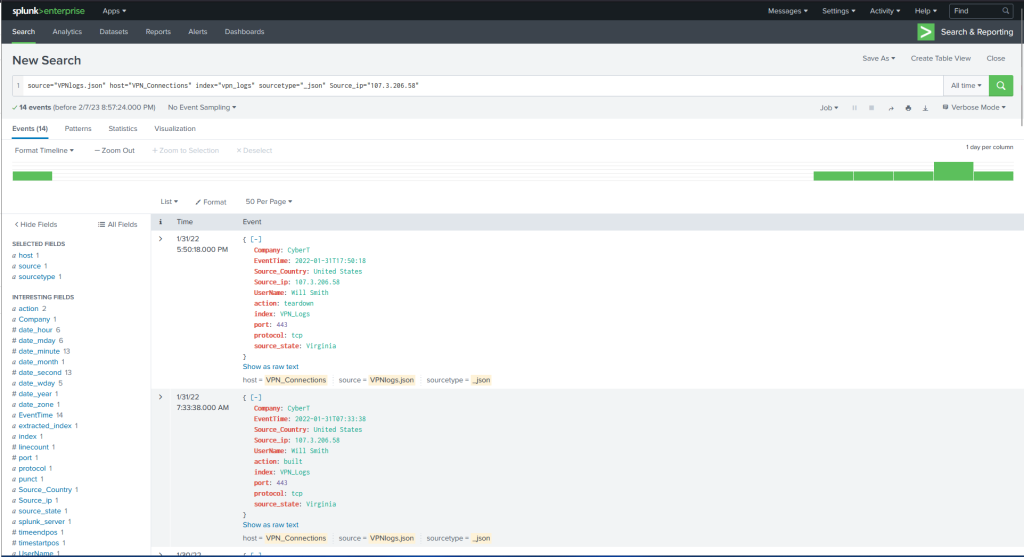 splunk>enterprise Apps ▾ Messages ▾ Settings ▾ Activity ▾ Help ▾ Find
Search Analytics Datasets Reports Alerts Dashboards > Search & Reporting
New Search Save As ▾ Create Table View Close
1 source="VPNlogs.json" host="VPN_Connections" index="vpn_logs" sourcetype="_json" Source_ip="107.3.206.58" All time ▾
✓ 14 events (before 2/7/23 8:57:24.000 PM) No Event Sampling ▾ Job ▾ Verbose Mode ▾
Events (14) Patterns Statistics Visualization
Format Timeline ▾ — Zoom Out + Zoom to Selection × Deselect 1 day per column
List ▾ Format 50 Per Page ▾
< Hide Fields All Fields
i Time Event
SELECTED FIELDS
a host 1
a source 1
a sourcetype 1
INTERESTING FIELDS
a action 2
a Company 1
# date_hour 6
# date_mday 6
# date_minute 13
a date_month 1
# date_second 13
a date_wday 5
# date_year 1
a date_zone 1
a EventTime 14
a extracted_index 1
a index 1
# linecount 1
# port 1
a protocol 1
a punct 1
a Source_Country 1
a Source_ip 1
a source_state 1
a splunk_server 1
# timeendpos 1
# timestartpos 1
a UserName 1
> 1/31/22
5:50:18.000 PM
{ [-]
Company: CyberT
EventTime: 2022-01-31T17:50:18
Source_Country: United States
Source_ip: 107.3.206.58
UserName: Will Smith
action: teardown
index: VPN_Logs
port: 443
protocol: tcp
source_state: Virginia
}
Show as raw text
host = VPN_Connections source = VPNlogs.json sourcetype = _json
> 1/31/22
7:33:38.000 AM
{ [-]
Company: CyberT
EventTime: 2022-01-31T07:33:38
Source_Country: United States
Source_ip: 107.3.206.58
UserName: Will Smith
action: built
index: VPN_Logs
port: 443
protocol: tcp
source_state: Virginia
}
Show as raw text
host = VPN_Connections source = VPNlogs.json sourcetype = _json
> 1/30/22 { [-]